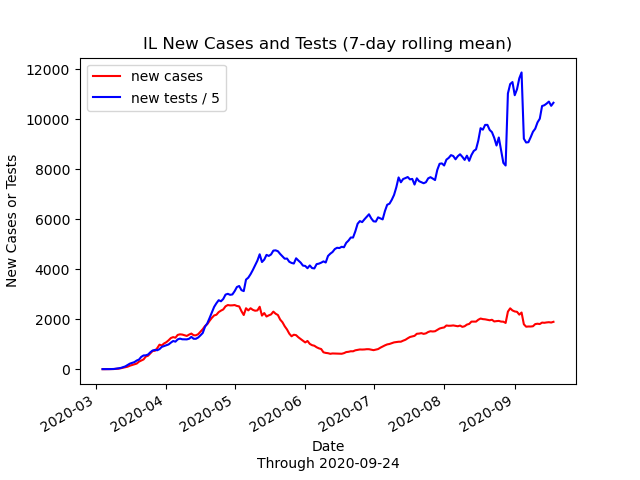 IL New Cases and Tests (7-day rolling mean)
new cases
new tests / 5
New Cases or Tests
12000
10000
8000
6000
4000
2000
0
2020-03
2020-04
2020-05
2020-06
2020-07
2020-08
2020-09
Date
Through 2020-09-24